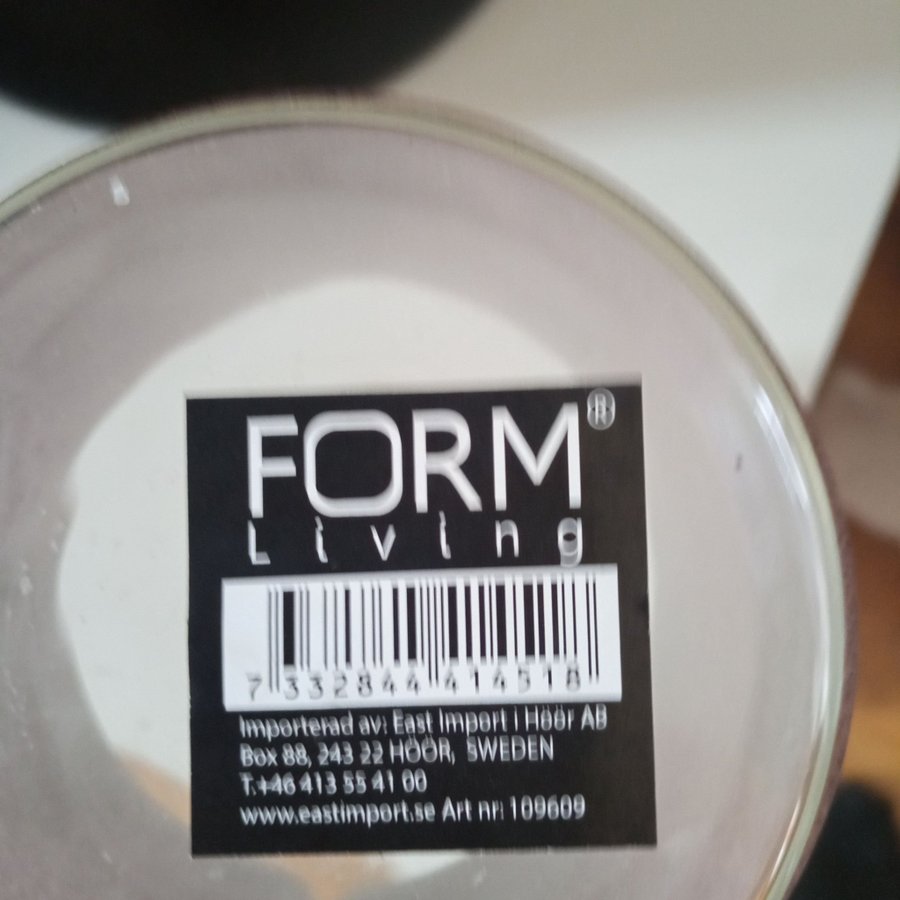 FORM®
Living
7 332844 414518
Importerad av: East Import i Höör AB
Box 88, 243 22 HÖÖR, SWEDEN
T.+46 413 55 41 00
www.eastimport.se Art nr: 109609